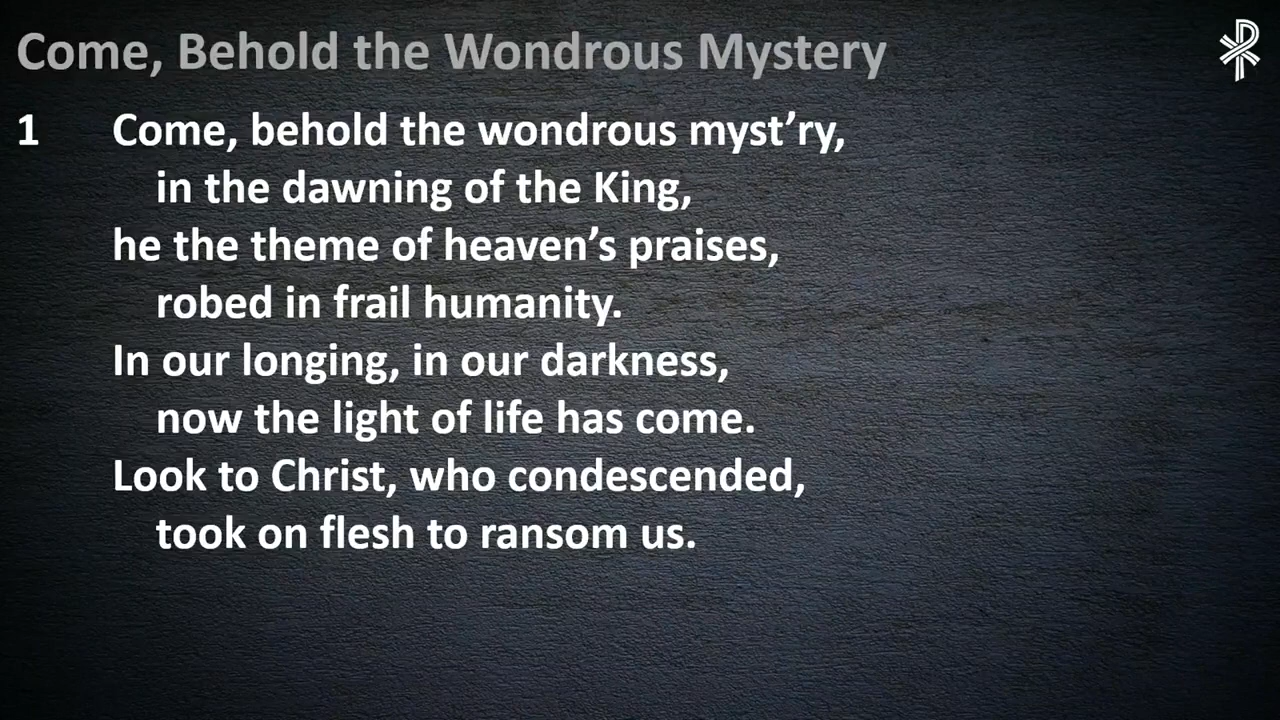 Come, Behold the Wondrous Mystery
1 Come, behold the wondrous myst’ry,
in the dawning of the King,
he the theme of heaven’s praises,
robed in frail humanity.
In our longing, in our darkness,
now the light of life has come.
Look to Christ, who condescended,
took on flesh to ransom us.